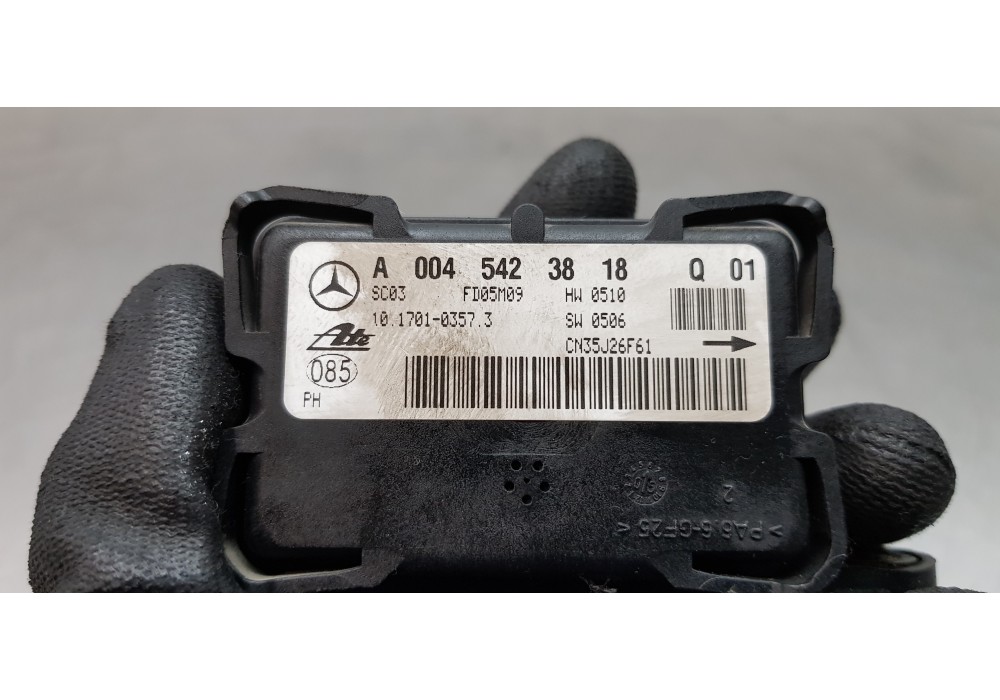 A 004 542 38 18 Q 01
SC03 FD05M09 HW 0510
10.1701-0357.3 SW 0506
Ate CN35J26F61
085
PH
2
>PA6.6-GF25<